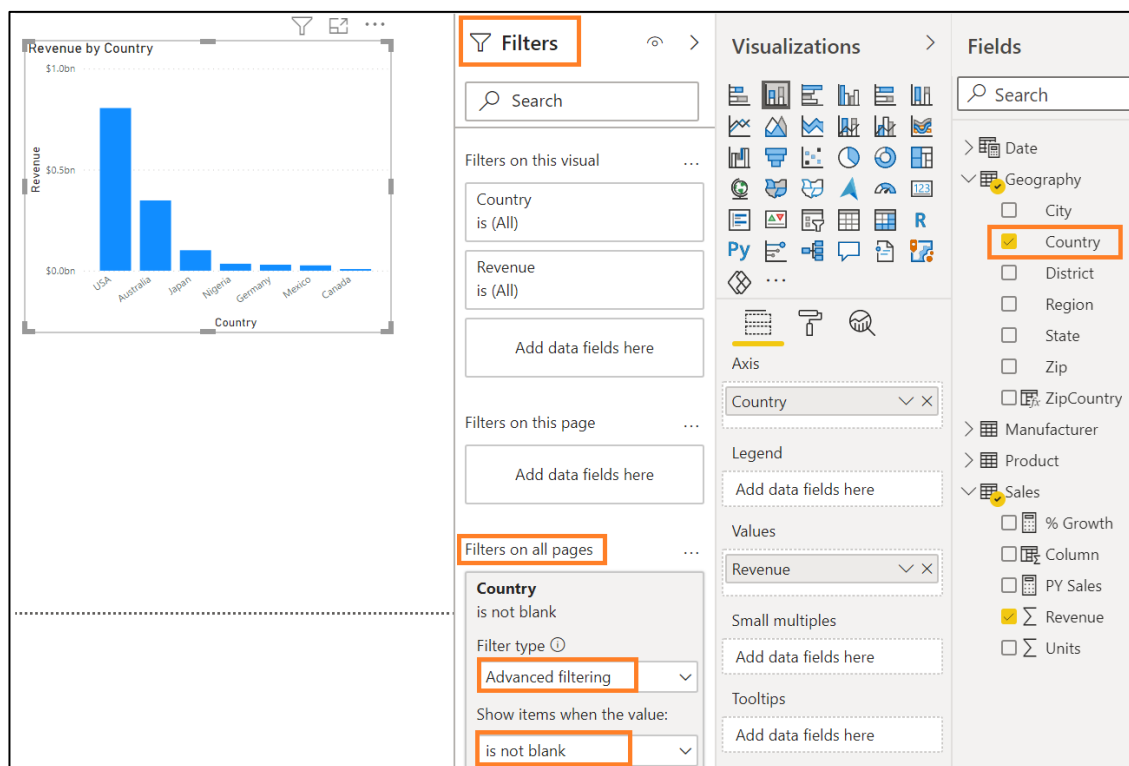 Revenue by Country
$1.0bn
$0.5bn
$0.0bn
Revenue
USA
Australia
Japan
Nigeria
Germany
Mexico
Canada
Country
Filters
Search
Filters on this visual
...
Country
is (All)
Revenue
is (All)
Add data fields here
Filters on this page
...
Add data fields here
Filters on all pages
...
Country
is not blank
Filter type
Advanced filtering
Show items when the value:
is not blank
Visualizations
123
R
Py
...
Axis
Country
Legend
Add data fields here
Values
Revenue
Small multiples
Add data fields here
Tooltips
Add data fields here
Fields
Search
Date
Geography
City
Country
District
Region
State
Zip
ZipCountry
Manufacturer
Product
Sales
% Growth
Column
PY Sales
Revenue
Units